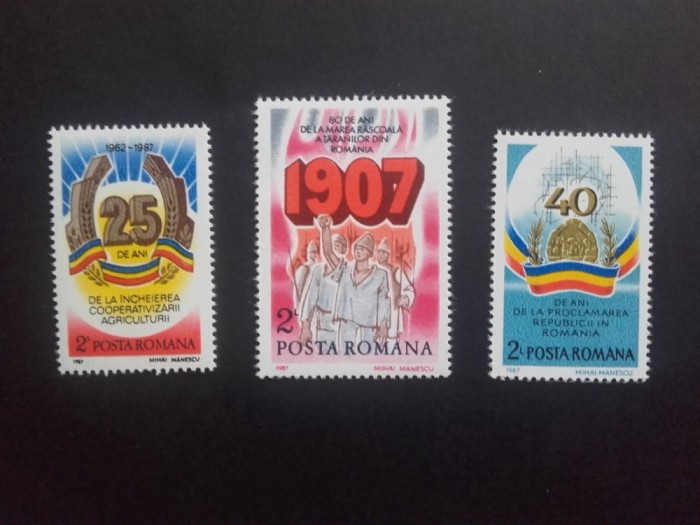 1962-1987
25
DE ANI
DE LA ÎNCHEIEREA
COOPERATIVIZĂRII
AGRICULTURII
2L POSTA ROMANA
1987 MIHAI MĂNESCU
80 DE ANI
DE LA MAREA RĂSCOALĂ
A ȚĂRANILOR DIN
ROMÂNIA
1907
2L
POSTA ROMANA
1987 MIHAI MĂNESCU
40
DE ANI
DE LA PROCLAMAREA
REPUBLICII IN
ROMANIA
2L POSTA ROMANA
1987 MIHAI MĂNESCU